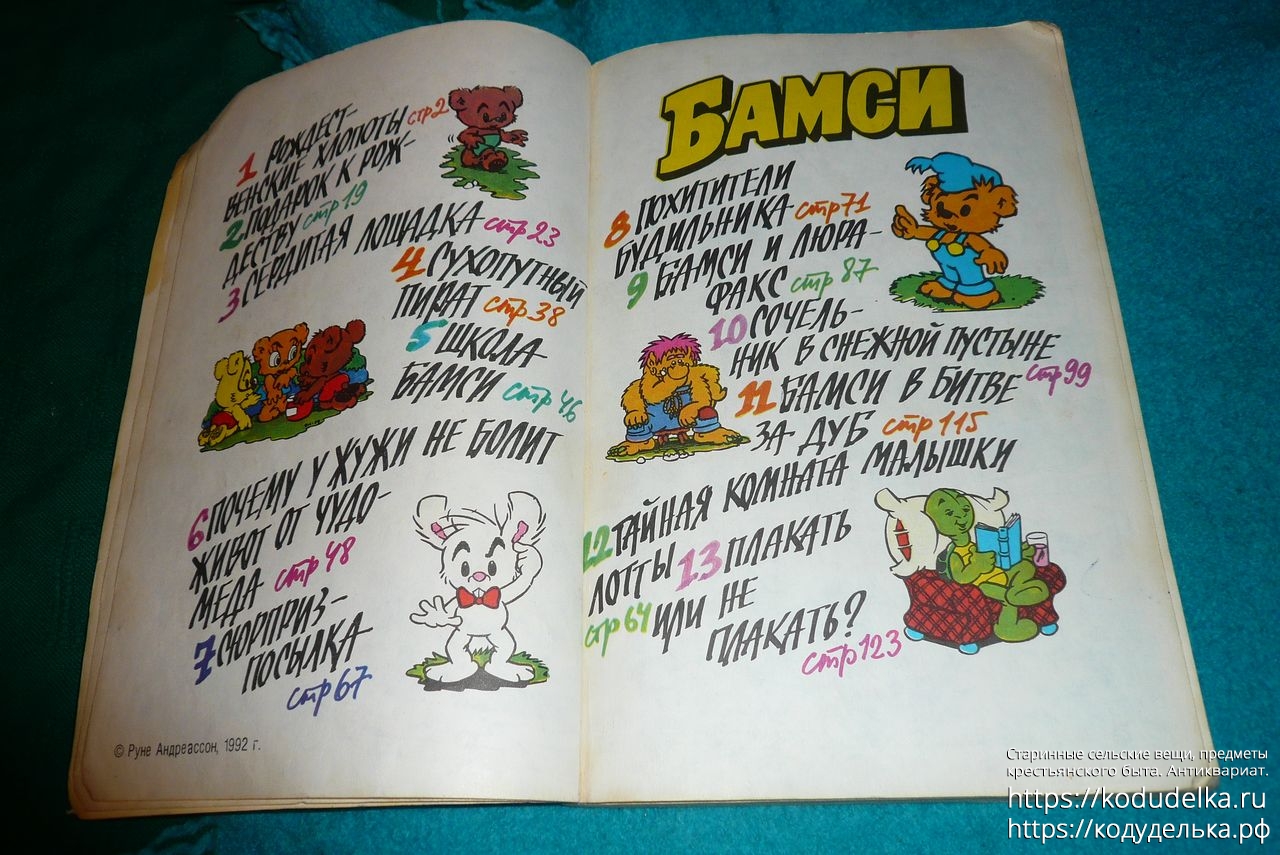 1 РОЖДЕСТ-
ВЕНСКИЕ ХЛОПОТЫ стр 2
2 ПОДАРОК К РОЖ-
ДЕСТВУ стр 19
3 СЕРДИТАЯ ЛОШАДКА стр 23
4 СУХОПУТНЫЙ
ПИРАТ стр 38
5 ШКОЛА
БАМСИ стр 46
6 ПОЧЕМУ У ЖУЖИ НЕ БОЛИТ
ЖИВОТ ОТ ЧУДО-
МЕДА стр 48
7 СЮРПРИЗ-
ПОСЫЛКА
стр 67
© Руне Андреассон, 1992 г.
БАМСИ
8 ПОХИТИТЕЛИ
БУДИЛЬНИКА стр 71
9 БАМСИ И ЛЮРА-
ФАКС стр 87
10 СОЧЕЛЬ-
НИК В СНЕЖНОЙ ПУСТЫНЕ
стр 99
11 БАМСИ В БИТВЕ
ЗА ДУБ стр 115
12 ТАЙНАЯ КОМНАТА МАЛЫШКИ
ЛОТТЫ стр 64
13 ПЛАКАТЬ
ИЛИ НЕ
ПЛАКАТЬ?
стр 123
Старинные сельские вещи, предметы
крестьянского быта. Антиквариат.
https://kodudelka.ru
https://кодуделька.рф